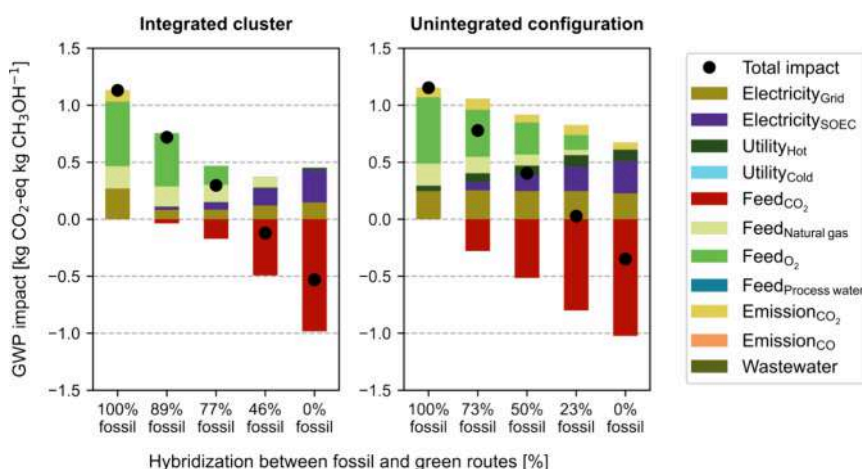 Integrated cluster
Unintegrated configuration
GWP impact [kg CO₂-eq kg CH₃OH⁻¹]
1.5
1.0
0.5
0.0
−0.5
−1.0
−1.5
100% fossil
89% fossil
77% fossil
46% fossil
0% fossil
1.5
1.0
0.5
0.0
−0.5
−1.0
−1.5
100% fossil
73% fossil
50% fossil
23% fossil
0% fossil
Hybridization between fossil and green routes [%]
Total impact
Electricity_Grid
Electricity_SOEC
Utility_Hot
Utility_Cold
Feed_CO₂
Feed_Natural gas
Feed_O₂
Feed_Process water
Emission_CO₂
Emission_CO
Wastewater